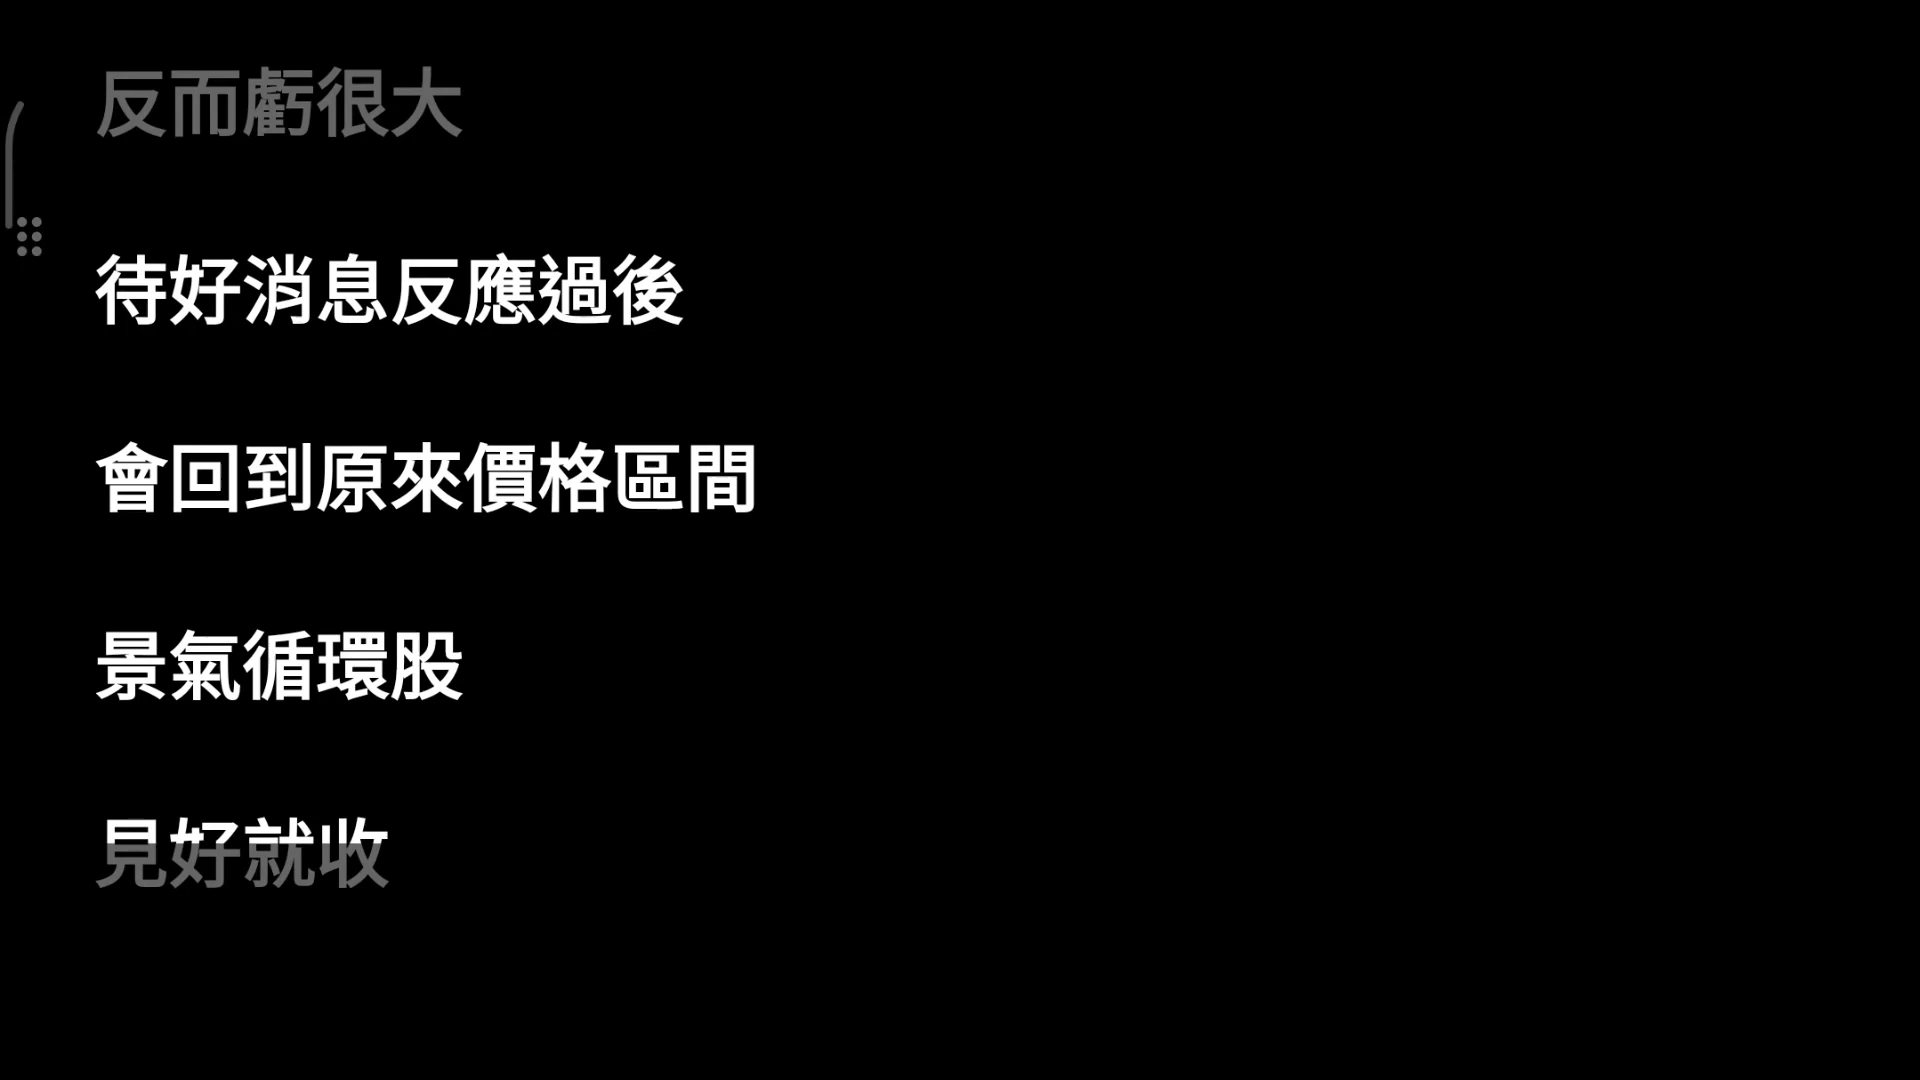 反而虧很大
待好消息反應過後
會回到原來價格區間
景氣循環股
見好就收